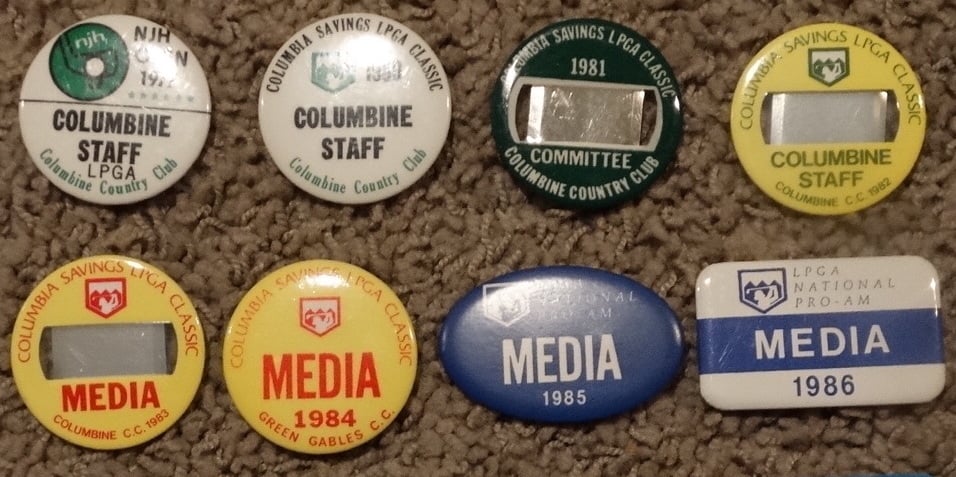 njh
NJH
OPEN
COLUMBINE
STAFF
LPGA
Columbine Country Club
COLUMBIA SAVINGS LPGA CLASSIC
COLUMBINE
STAFF
Columbine Country Club
COLUMBIA SAVINGS LPGA CLASSIC
1981
COMMITTEE
COLUMBINE COUNTRY CLUB
COLUMBIA SAVINGS LPGA CLASSIC
COLUMBINE
STAFF
COLUMBINE C.C. 1982
COLUMBIA SAVINGS LPGA CLASSIC
MEDIA
COLUMBINE C.C. 1983
COLUMBIA SAVINGS LPGA CLASSIC
MEDIA
1984
GREEN GABLES C.C.
LPGA
NATIONAL
PRO-AM
MEDIA
1985
LPGA
NATIONAL
PRO-AM
MEDIA
1986